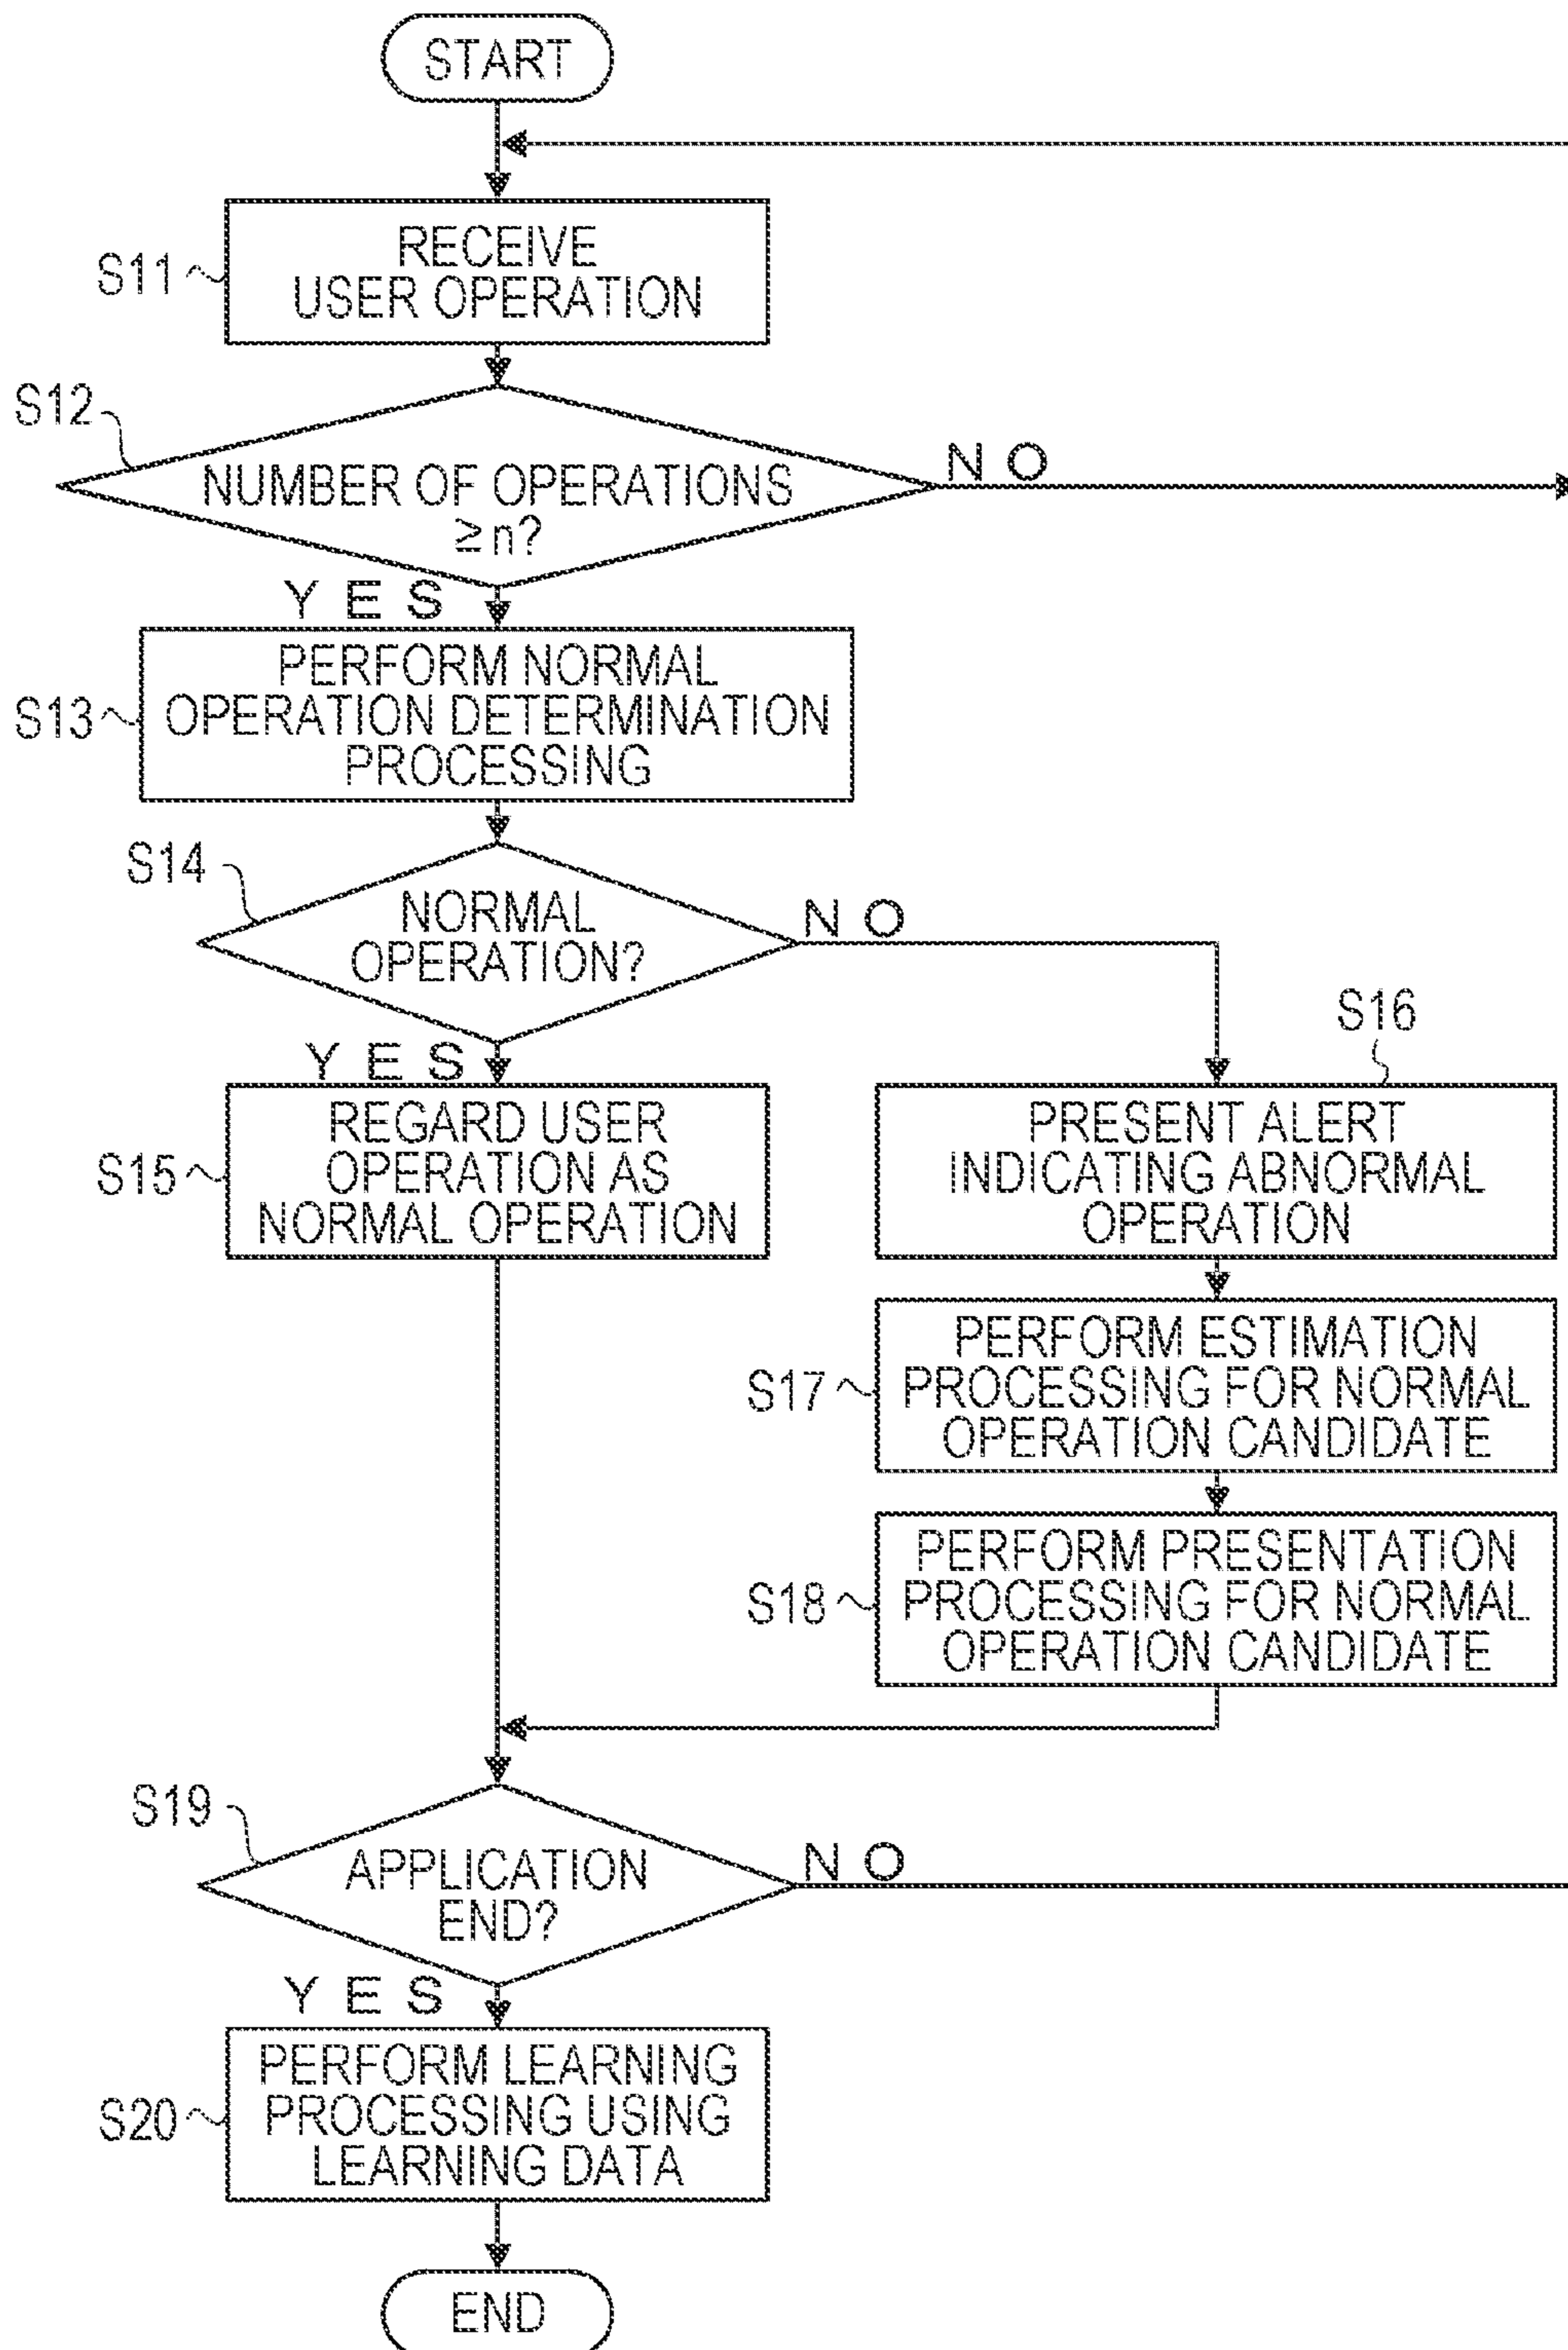 START
S11
RECEIVE
USER OPERATION
S12
NUMBER OF OPERATIONS
≥ n?
NO
YES
S13
PERFORM NORMAL
OPERATION DETERMINATION
PROCESSING
S14
NORMAL
OPERATION?
NO
YES
S15
REGARD USER
OPERATION AS
NORMAL OPERATION
S16
PRESENT ALERT
INDICATING ABNORMAL
OPERATION
S17
PERFORM ESTIMATION
PROCESSING FOR NORMAL
OPERATION CANDIDATE
S18
PERFORM PRESENTATION
PROCESSING FOR NORMAL
OPERATION CANDIDATE
S19
APPLICATION
END?
NO
YES
S20
PERFORM LEARNING
PROCESSING USING
LEARNING DATA
END